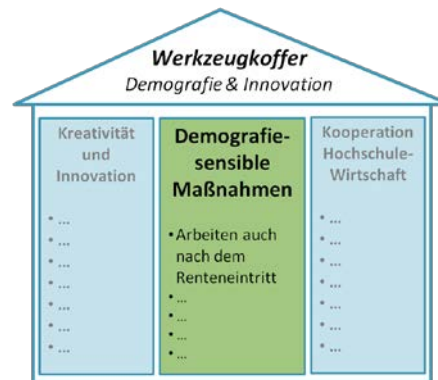 Werkzeugkoffer
Demografie & Innovation
Kreativität
und
Innovation
• ...
• ...
• ...
• ...
• ...
• ...
• ...
Demografie-
sensible
Maßnahmen
• Arbeiten auch
nach dem
Renteneintritt
• ...
• ...
• ...
• ...
Kooperation
Hochschule-
Wirtschaft
• ...
• ...
• ...
• ...
• ...
• ...
• ...